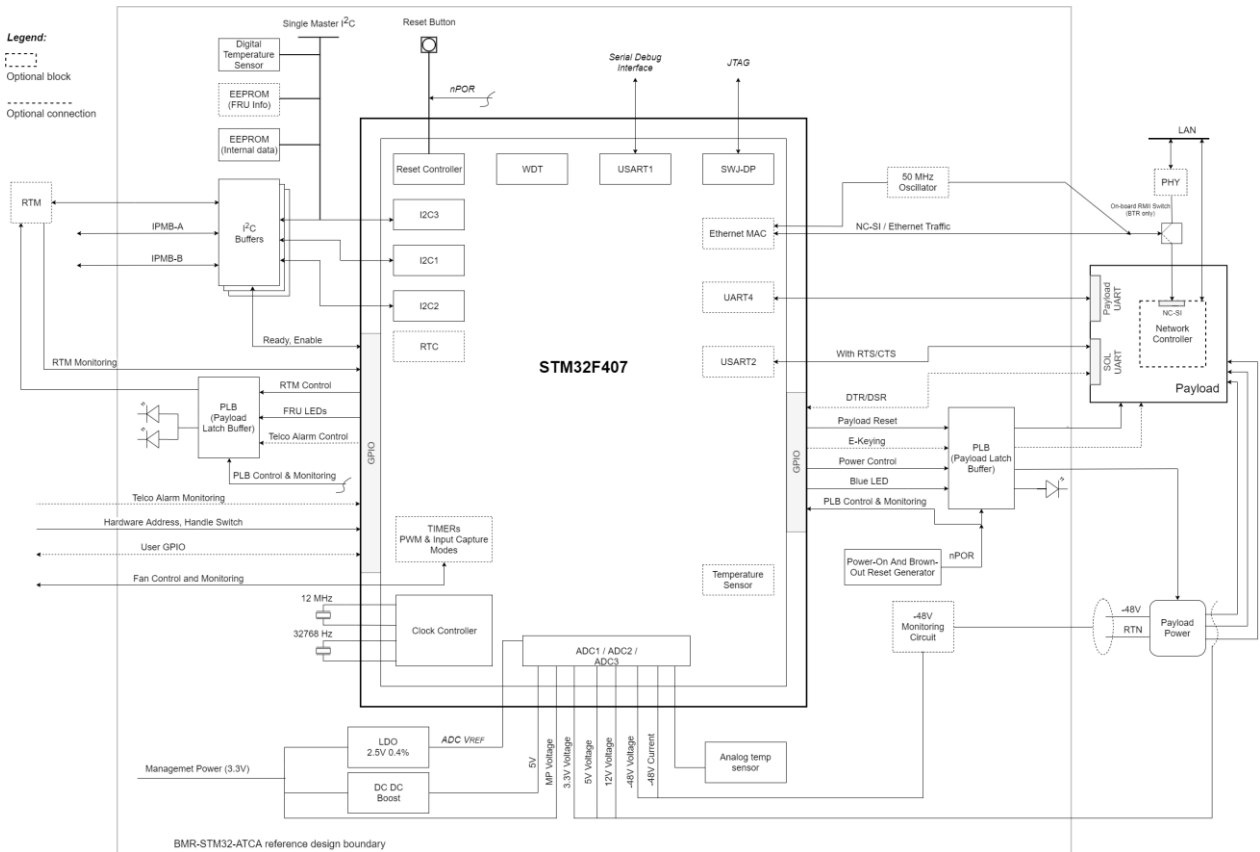 Legend:
Optional block
Optional connection
Single Master I2C
Reset Button
Digital
Temperature
Sensor
EEPROM
(FRU Info)
EEPROM
(Internal data)
nPOR
Serial Debug
Interface
JTAG
Reset Controller
WDT
USART1
SWJ-DP
50 MHz
Oscillator
LAN
PHY
On-board RMII Switch
(BTR only)
RTM
IPMB-A
IPMB-B
I2C
Buffers
I2C3
I2C1
I2C2
RTC
Ethernet MAC
NC-SI / Ethernet Traffic
UART4
USART2
With RTS/CTS
DTR/DSR
Payload
UART
SOL
UART
NC-SI
Network
Controller
Payload
STM32F407
Ready, Enable
RTM Monitoring
RTM Control
FRU LEDs
Telco Alarm Control
PLB Control & Monitoring
PLB
(Payload
Latch Buffer)
GPIO
Telco Alarm Monitoring
Hardware Address, Handle Switch
User GPIO
Fan Control and Monitoring
GPIO
Payload Reset
E-Keying
Power Control
Blue LED
PLB Control & Monitoring
PLB
(Payload Latch
Buffer)
nPOR
Power-On And Brown-
Out Reset Generator
TIMERs
PWM & Input Capture
Modes
Temperature
Sensor
12 MHz
32768 Hz
Clock Controller
ADC1 / ADC2 /
ADC3
-48V
Monitoring
Circuit
-48V
RTN
Payload
Power
LDO
2.5V 0.4%
ADC VREF
Managemet Power (3.3V)
DC DC
Boost
5V
MP Voltage
3.3V Voltage
5V Voltage
12V Voltage
-48V Voltage
-48V Current
Analog temp
sensor
BMR-STM32-ATCA reference design boundary